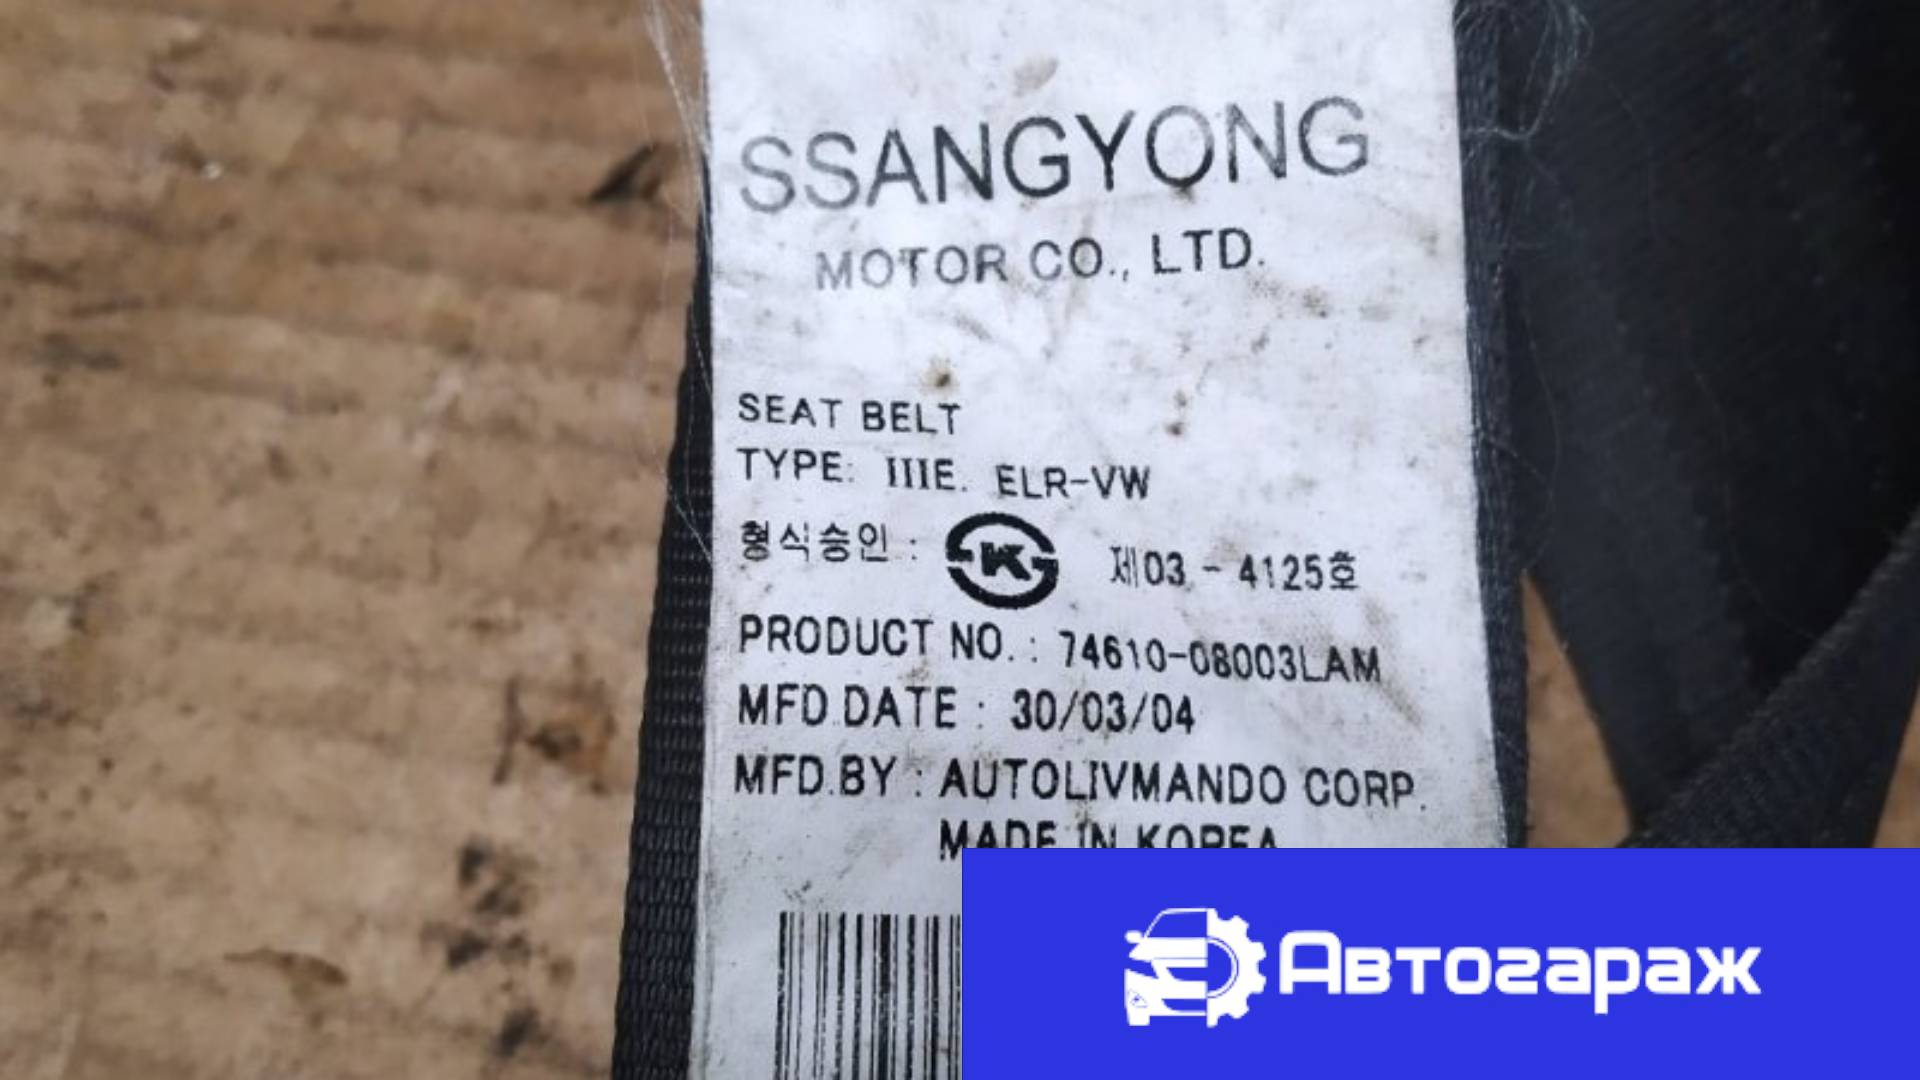 SSANGYONG
MOTOR CO., LTD.
SEAT BELT
TYPE: IIIE. ELR-VW
형식승인 : K 제03 - 4125호
PRODUCT NO. : 74610-08003LAM
MFD.DATE : 30/03/04
MFD.BY : AUTOLIVMANDO CORP.
MADE IN KOREA
Автогараж